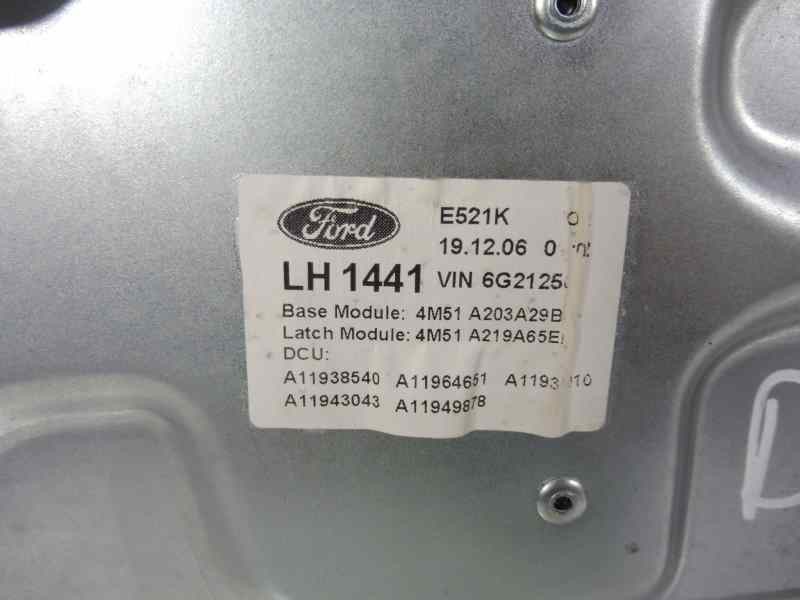 Ford
E521K
19.12.06 0
LH 1441 VIN 6G2125
Base Module: 4M51 A203A29B
Latch Module: 4M51 A219A65E
DCU:
A11938540 A11964651
A11943043 A11949878
D